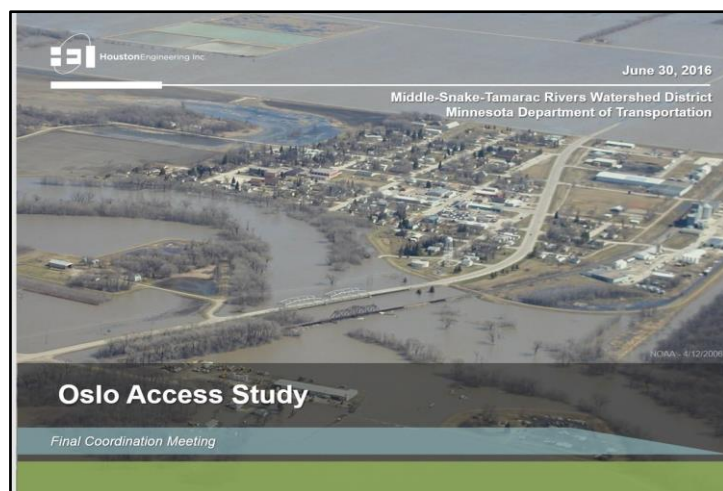 HoustonEngineering Inc.
June 30, 2016
Middle-Snake-Tamarac Rivers Watershed District
Minnesota Department of Transportation
NOAA - 4/12/2006
Oslo Access Study
Final Coordination Meeting